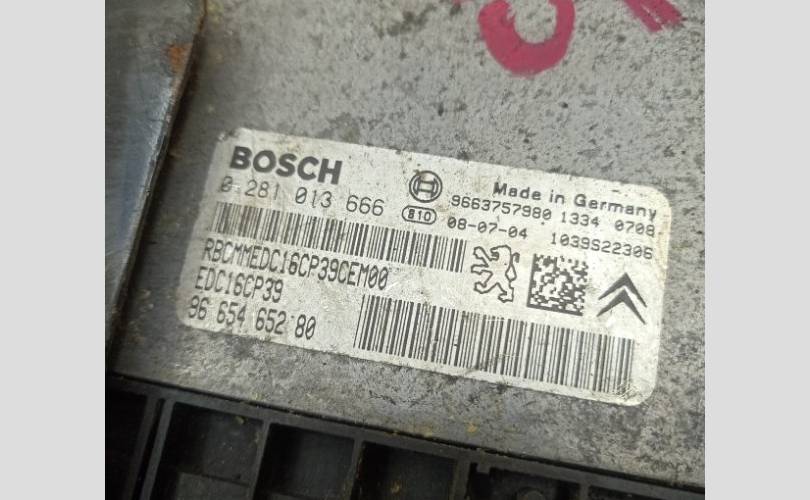 BOSCH
0 281 013 666
810
Made in Germany
9663757980 1334 0708
08-07-04 1039S22306
RBCMMEDC16CP39CEM00
EDC16CP39
96 654 652 80